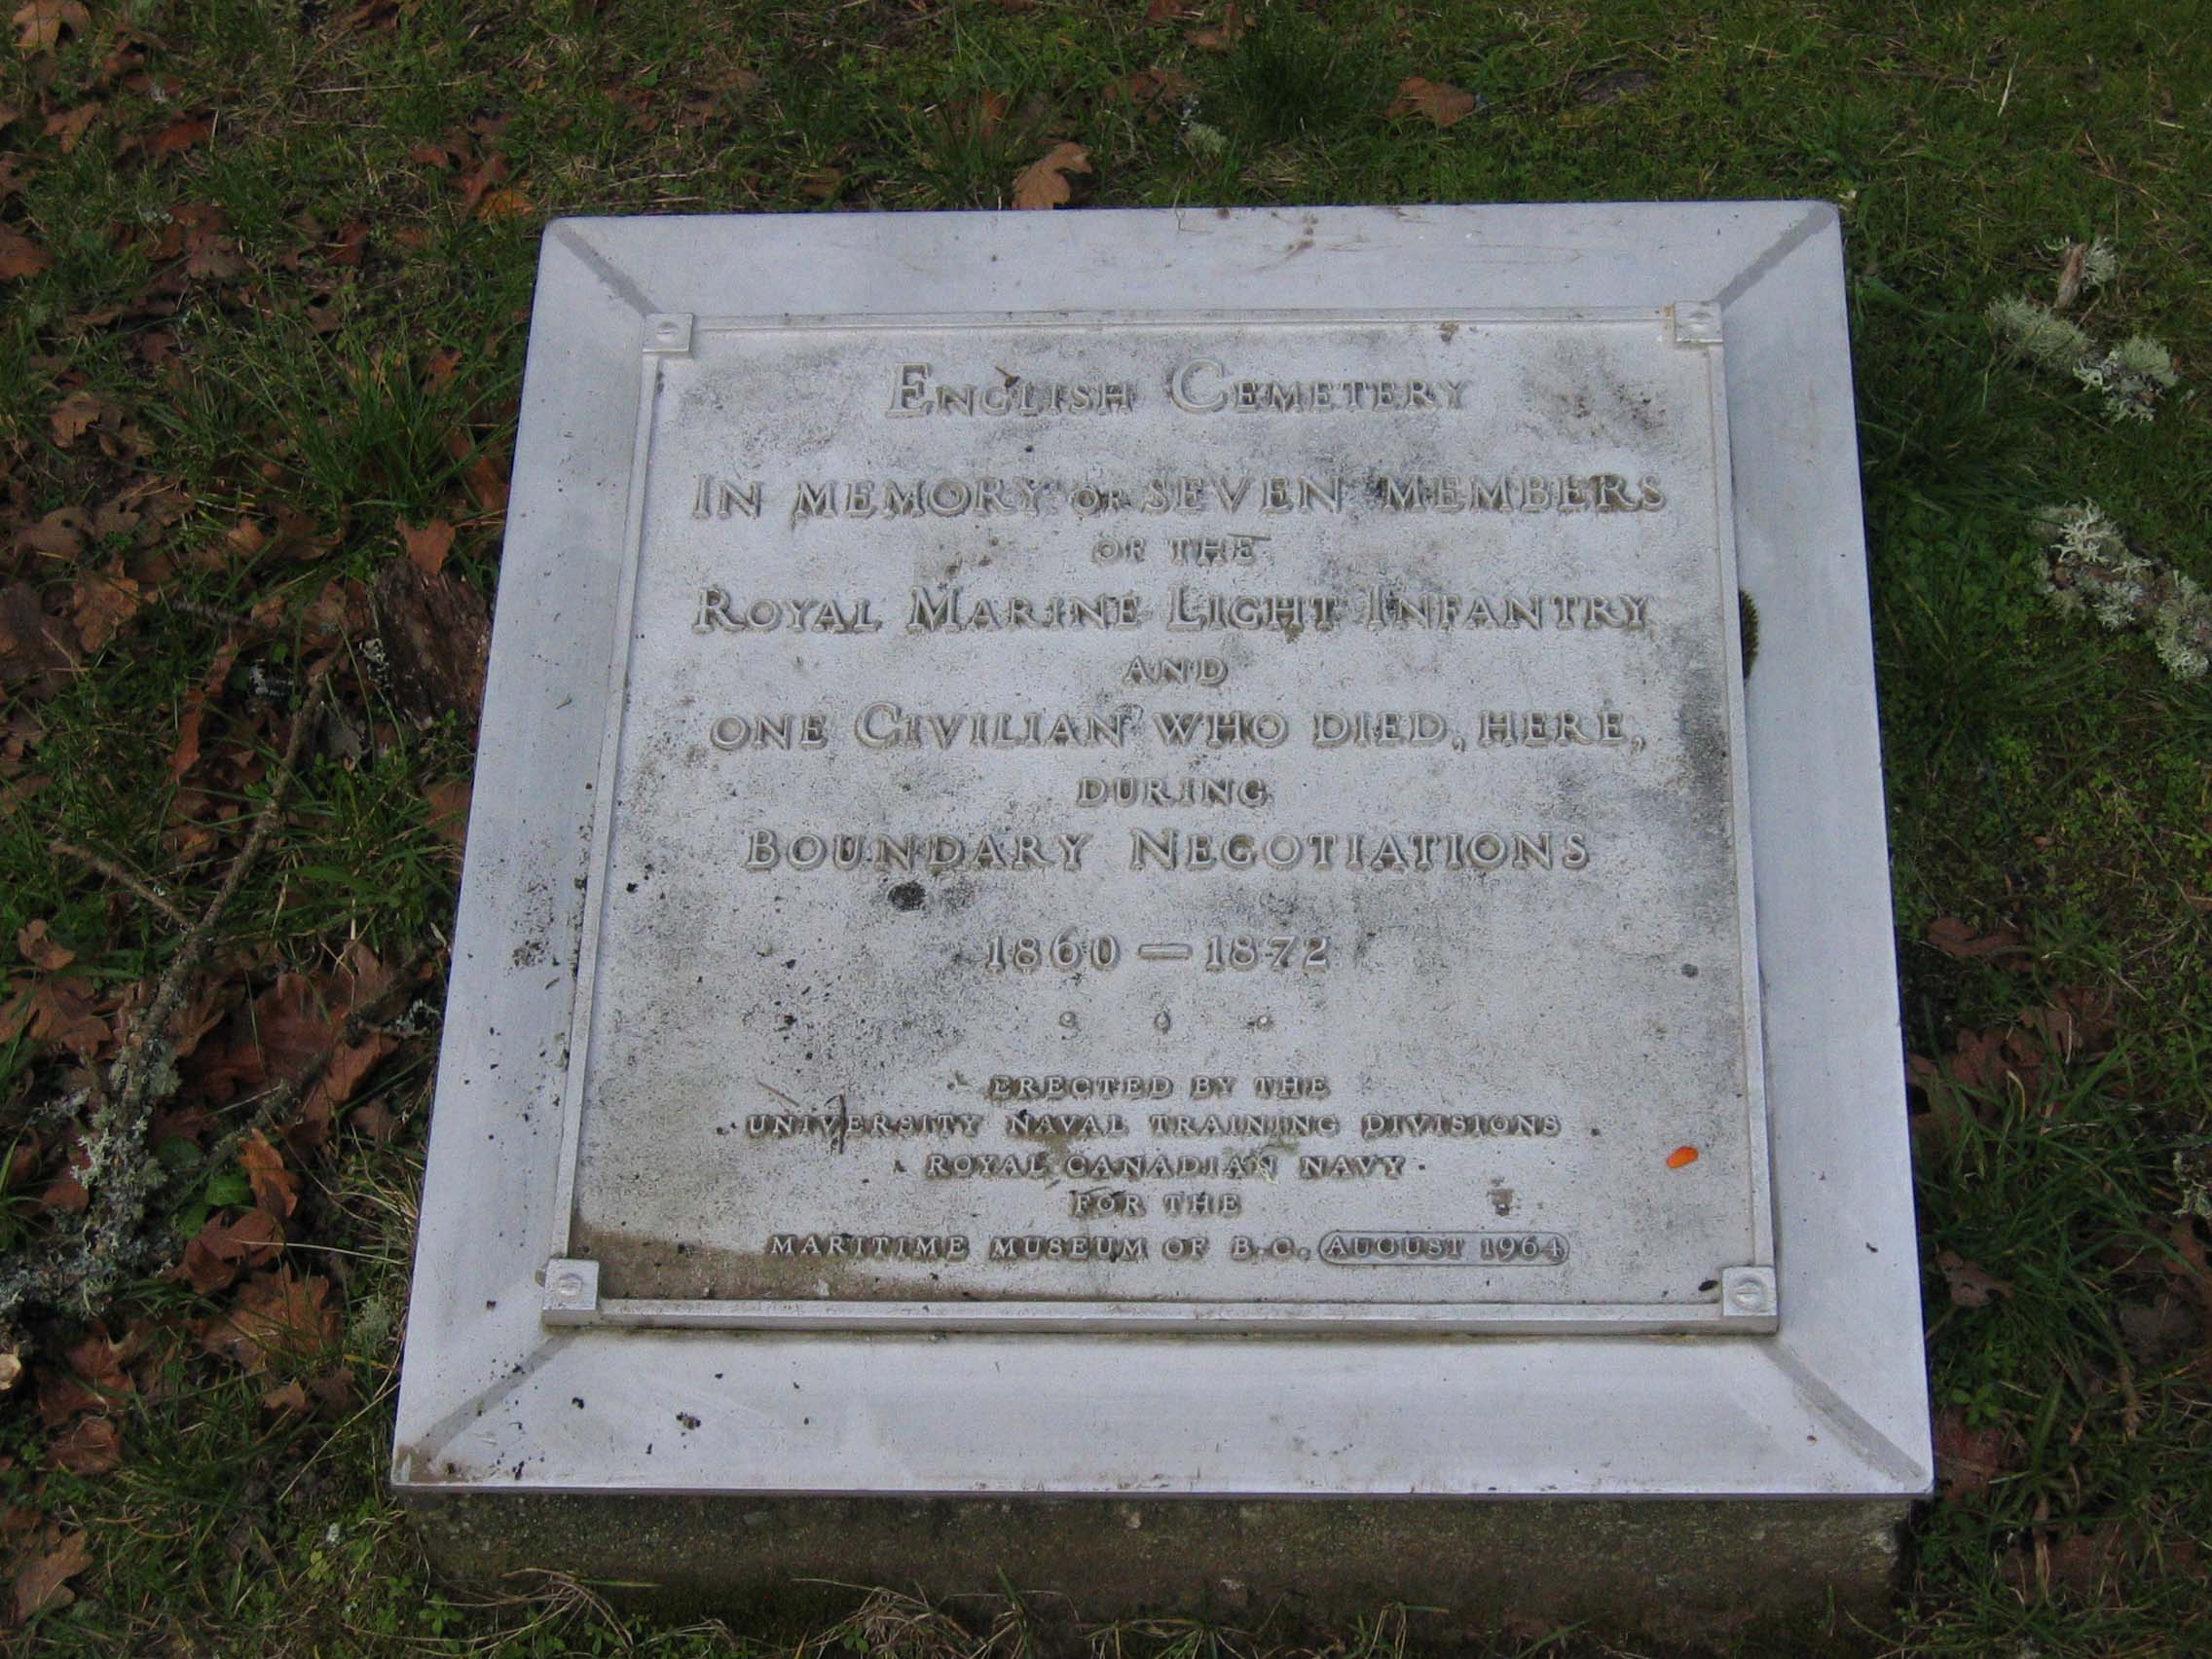 English Cemetery
In memory of seven members
of the
Royal Marine Light Infantry
and
one Civilian who died, here,
during
Boundary Negotiations
1860 — 1872
erected by the
university naval training divisions
royal canadian navy
for the
maritime museum of b.c. august 1964